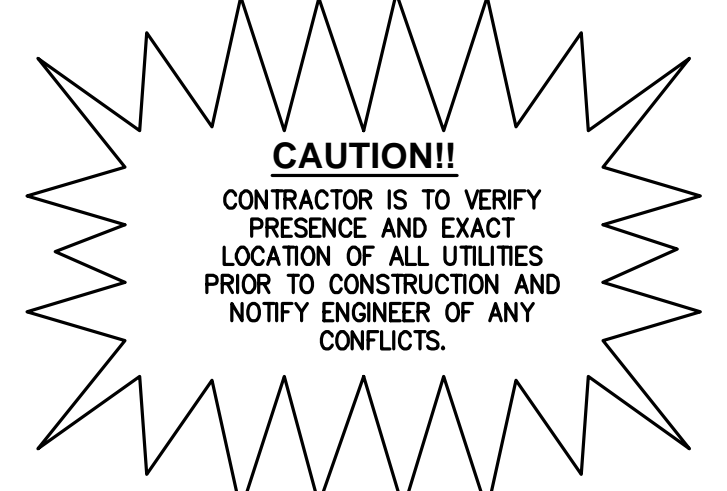 CAUTION!!
CONTRACTOR IS TO VERIFY
PRESENCE AND EXACT
LOCATION OF ALL UTILITIES
PRIOR TO CONSTRUCTION AND
NOTIFY ENGINEER OF ANY
CONFLICTS.